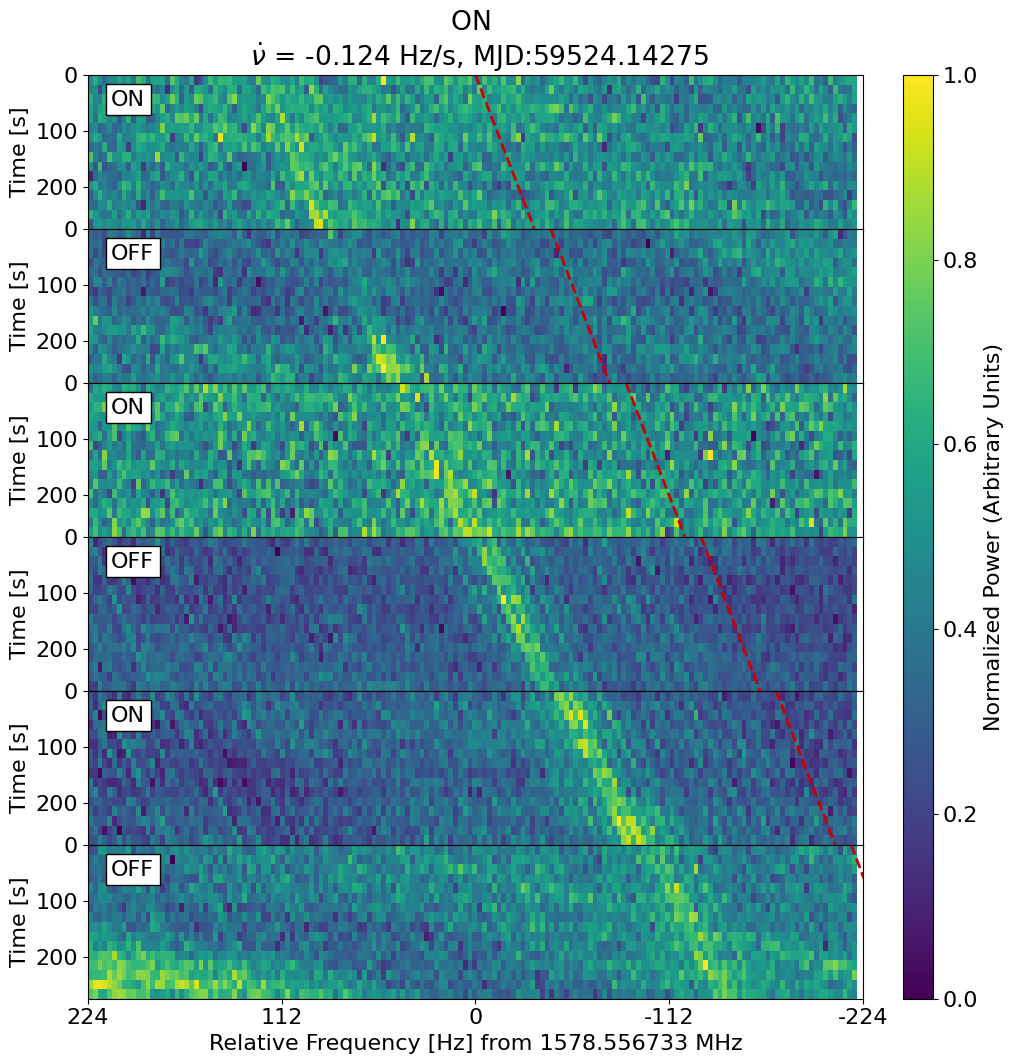 ON
ν̇ = -0.124 Hz/s, MJD:59524.14275
0
ON
100
Time [s]
200
0
OFF
100
Time [s]
200
0
ON
100
Time [s]
200
0
OFF
100
Time [s]
200
0
ON
100
Time [s]
200
0
OFF
100
Time [s]
200
224 112 0 -112 -224
Relative Frequency [Hz] from 1578.556733 MHz
1.0
0.8
0.6
0.4
0.2
0.0
Normalized Power (Arbitrary Units)